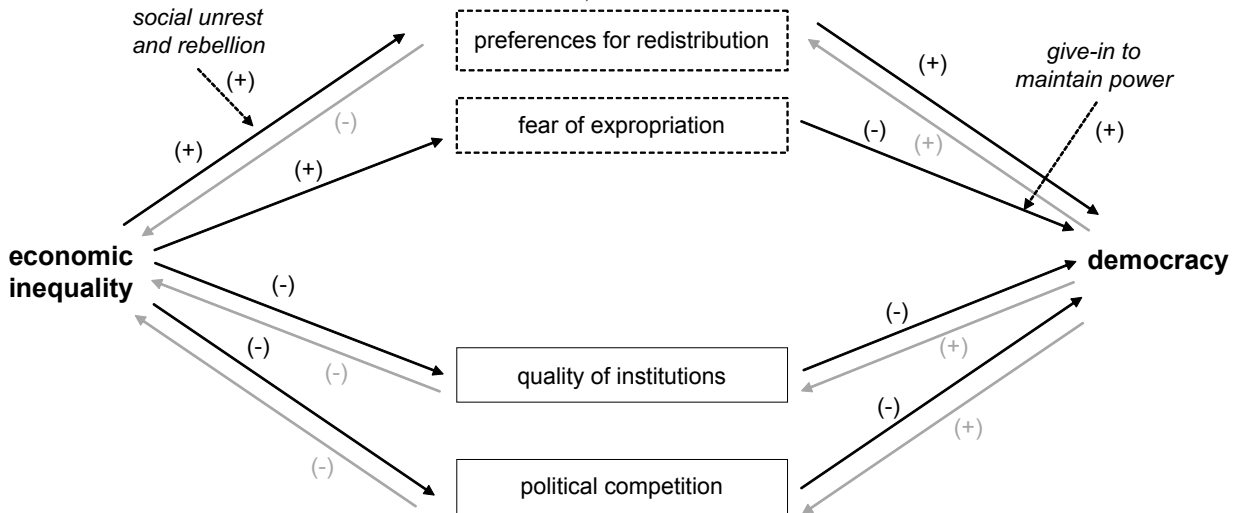 social unrest
and rebellion
(+)
preferences for redistribution
(+)
give-in to
maintain power
(+)
(-)
(+)
fear of expropriation
(-)
(+)
(+)
economic
inequality
democracy
(-)
(-)
(-)
(-)
quality of institutions
(+)
(-)
(-)
(+)
political competition